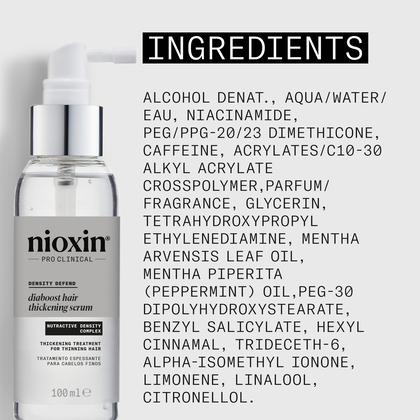 INGREDIENTS
ALCOHOL DENAT., AQUA/WATER/
EAU, NIACINAMIDE,
PEG/PPG-20/23 DIMETHICONE,
CAFFEINE, ACRYLATES/C10-30
ALKYL ACRYLATE
CROSSPOLYMER,PARFUM/
FRAGRANCE, GLYCERIN,
TETRAHYDROXYPROPYL
ETHYLENEDIAMINE, MENTHA
ARVENSIS LEAF OIL,
MENTHA PIPERITA
(PEPPERMINT) OIL,PEG-30
DIPOLYHYDROXYSTEARATE,
BENZYL SALICYLATE, HEXYL
CINNAMAL, TRIDECETH-6,
ALPHA-ISOMETHYL IONONE,
LIMONENE, LINALOOL,
CITRONELLOL.
nioxin®
PRO CLINICAL
DENSITY DEFEND
diaboost hair
thickening serum
NUTRACTIVE DENSITY
COMPLEX
THICKENING TREATMENT
FOR THINNING HAIR
TRATAMIENTO ESPESSANTE
PARA CABELOS FINOS
100 ml ℮